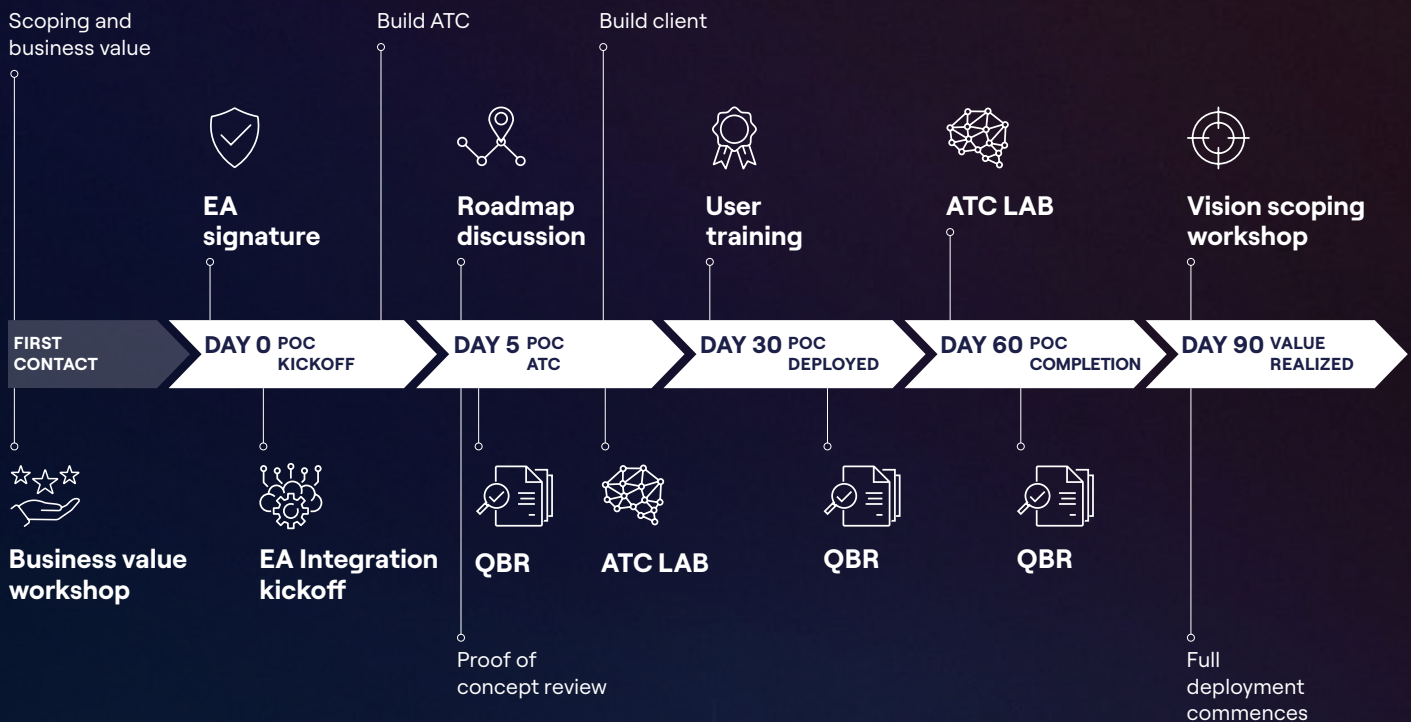 Scoping and
business value
Build ATC
Build client
EA
signature
Roadmap
discussion
User
training
ATC LAB
Vision scoping
workshop
FIRST
CONTACT
DAY 0 POC
KICKOFF
DAY 5 POC
ATC
DAY 30 POC
DEPLOYED
DAY 60 POC
COMPLETION
DAY 90 VALUE
REALIZED
Business value
workshop
EA Integration
kickoff
QBR
ATC LAB
QBR
QBR
Proof of
concept review
Full
deployment
commences